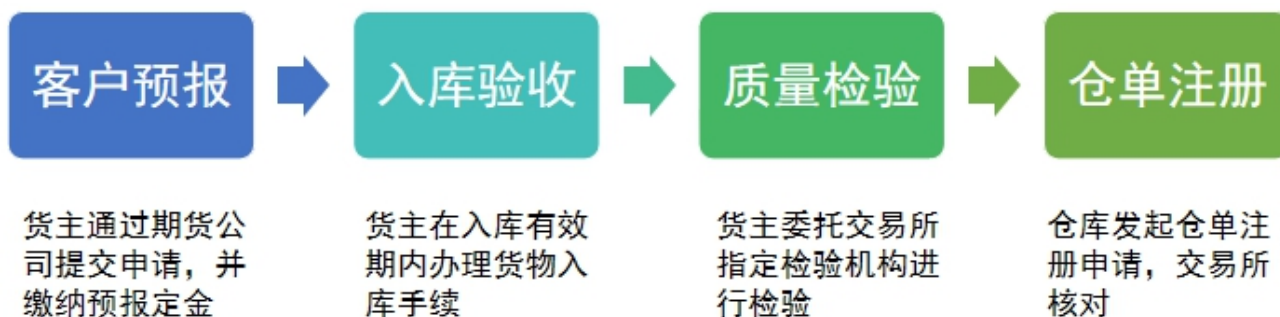 客户预报
入库验收
质量检验
仓单注册
货主通过期货公
司提交申请，并
缴纳预报定金
货主在入库有效
期内办理货物入
库手续
货主委托交易所
指定检验机构进
行检验
仓库发起仓单注
册申请，交易所
核对